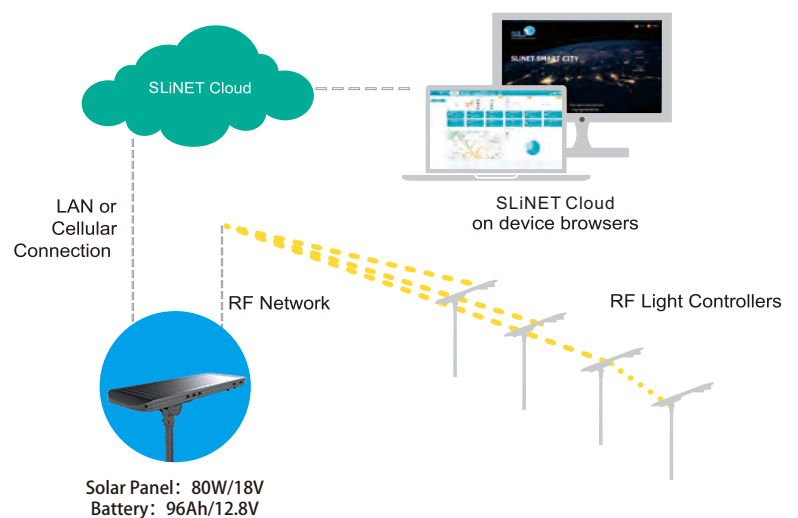 SLiNET Cloud
SLi
SLiNET SMART CITY
SLiNET Cloud
on device browsers
LAN or
Cellular
Connection
RF Network
RF Light Controllers
Solar Panel： 80W/18V
Battery： 96Ah/12.8V